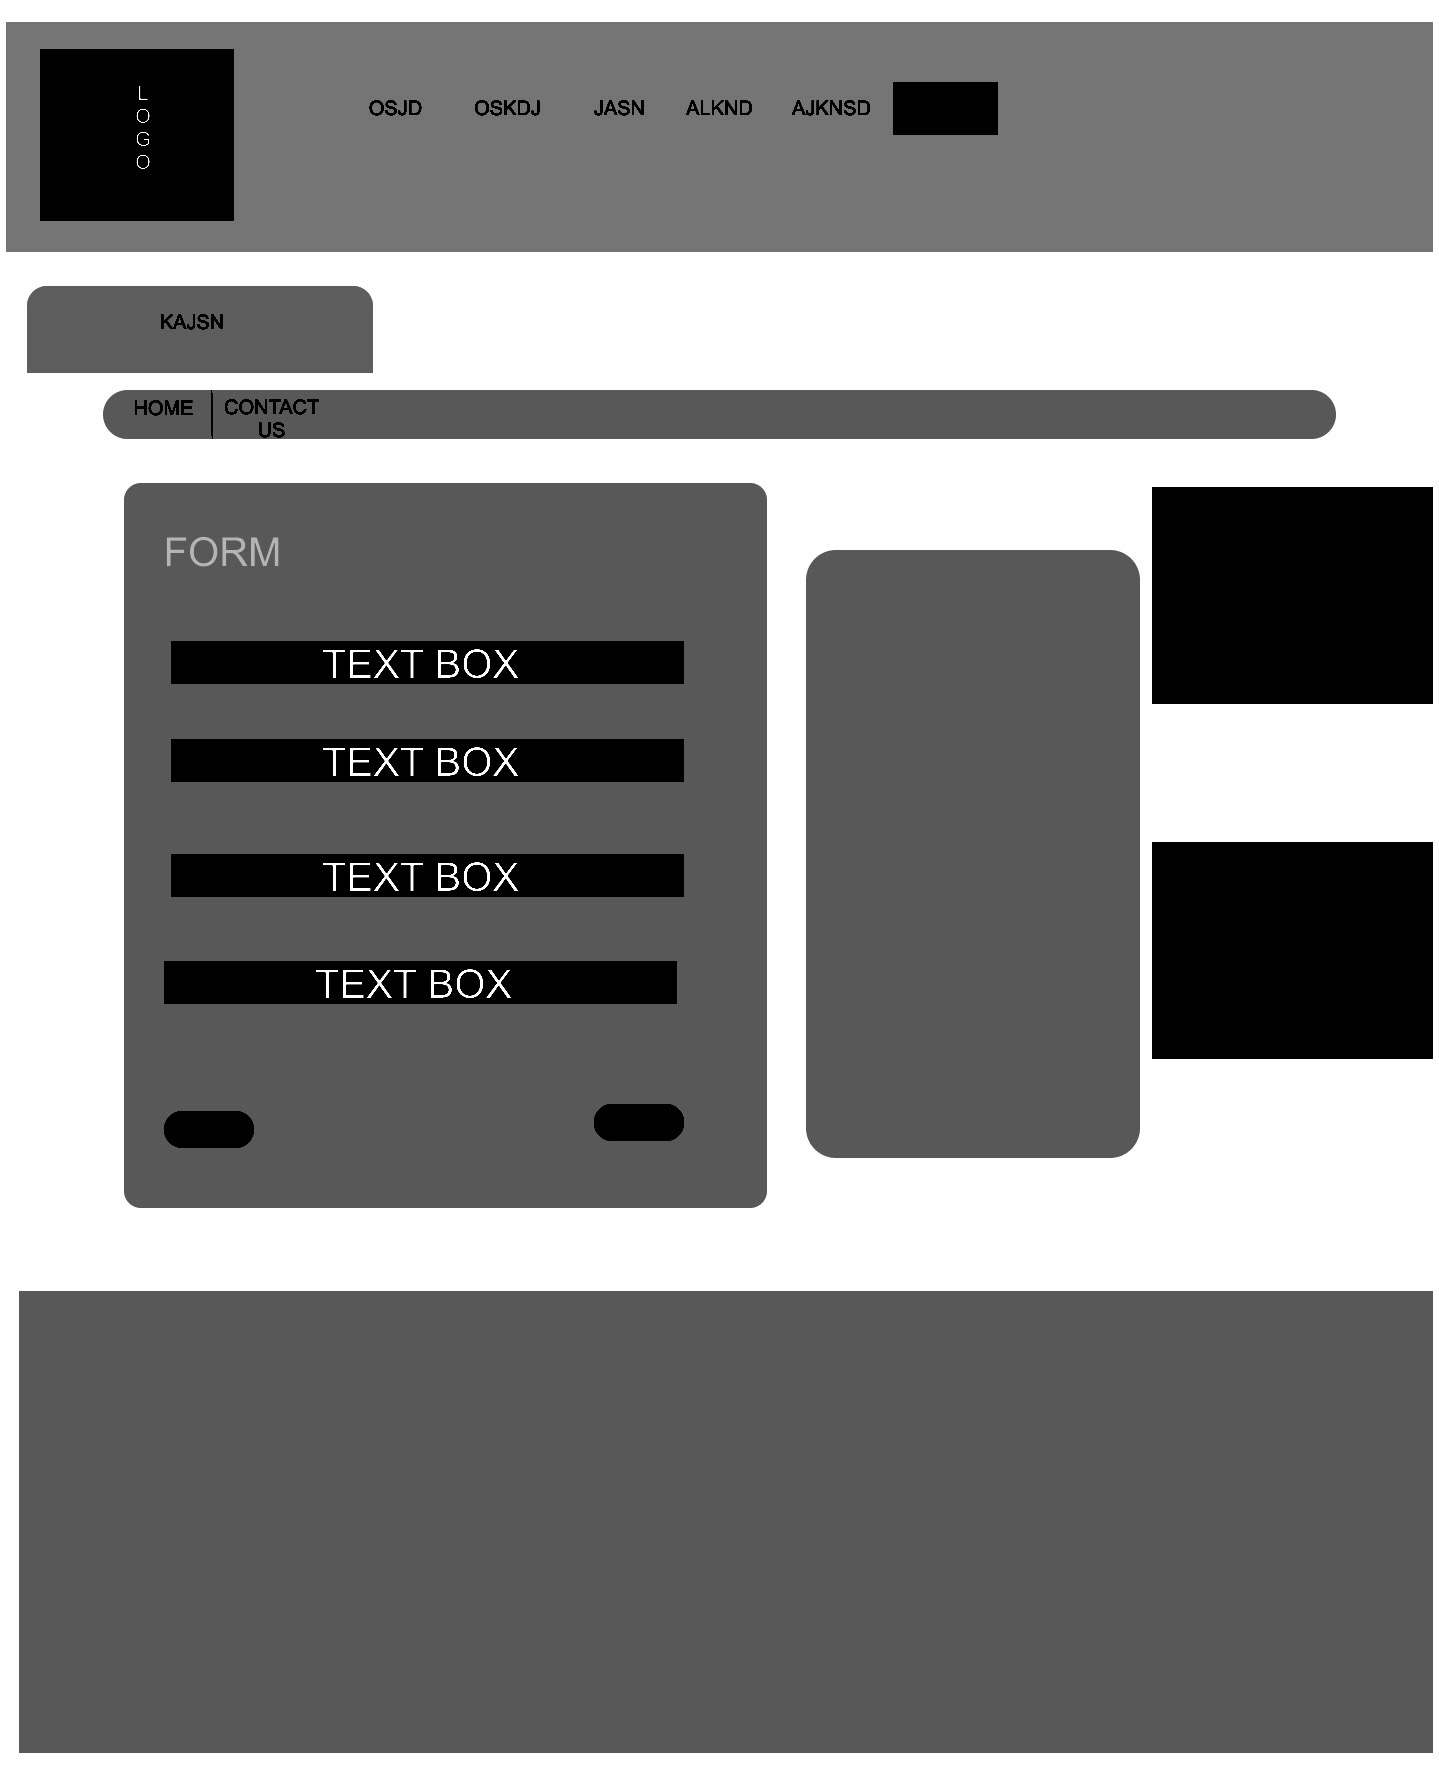 L
O
G
O
OSJD OSKDJ JASN ALKND AJKNSD
KAJSN
HOME CONTACT
US
FORM
TEXT BOX
TEXT BOX
TEXT BOX
TEXT BOX